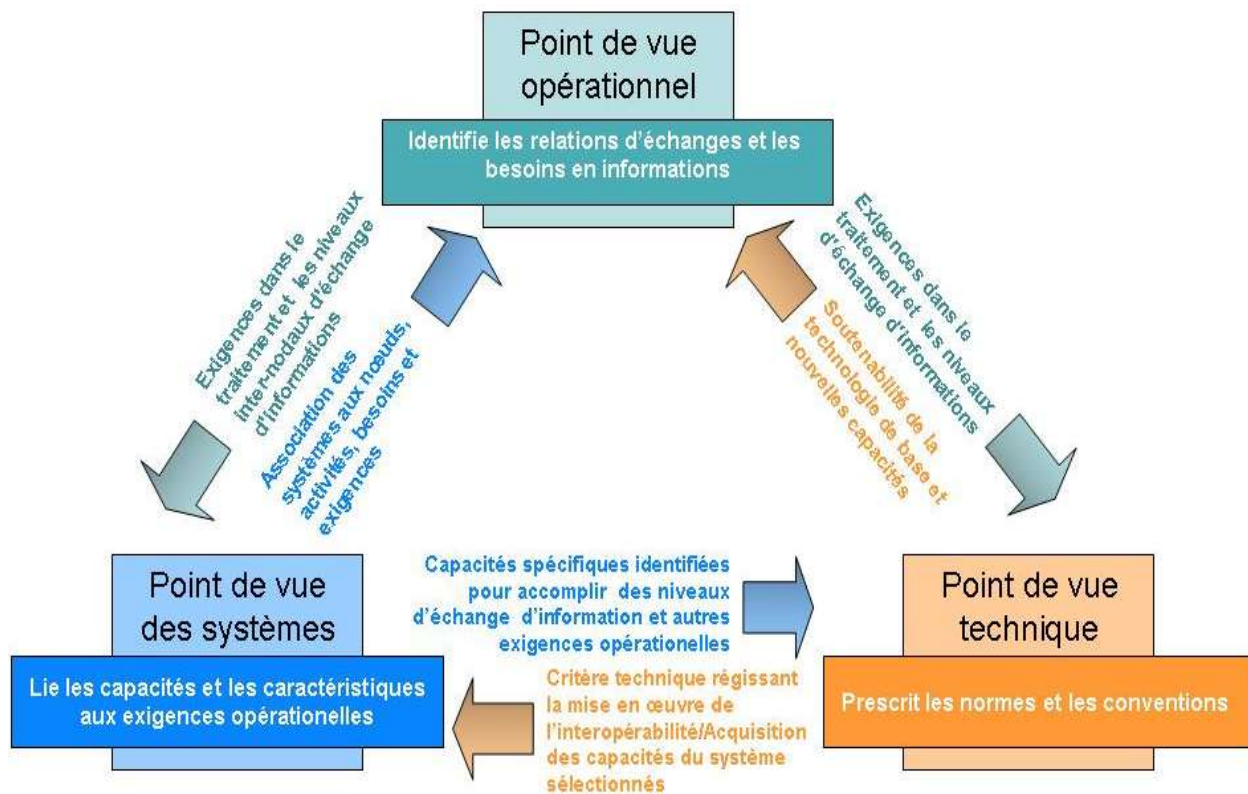 Point de vue
opérationnel
Identifie les relations d'échanges et les
besoins en informations
Exigences dans le
traitement et les niveaux
inter-nodaux d'échange
d'informations
Association des
systèmes aux nœuds,
activités, besoins et
exigences
Soutenabilité de la
technologie de base et
nouvelles capacités
Exigences dans le
traitement et les niveaux
d'échange d'informations
Point de vue
des systèmes
Lie les capacités et les caractéristiques
aux exigences opérationelles
Capacités spécifiques identifiées
pour accomplir des niveaux
d'échange d'information et autres
exigences opérationelles
Critère technique régissant
la mise en œuvre de
l'interopérabilité/Acquisition
des capacités du système
sélectionnés
Point de vue
technique
Prescrit les normes et les conventions